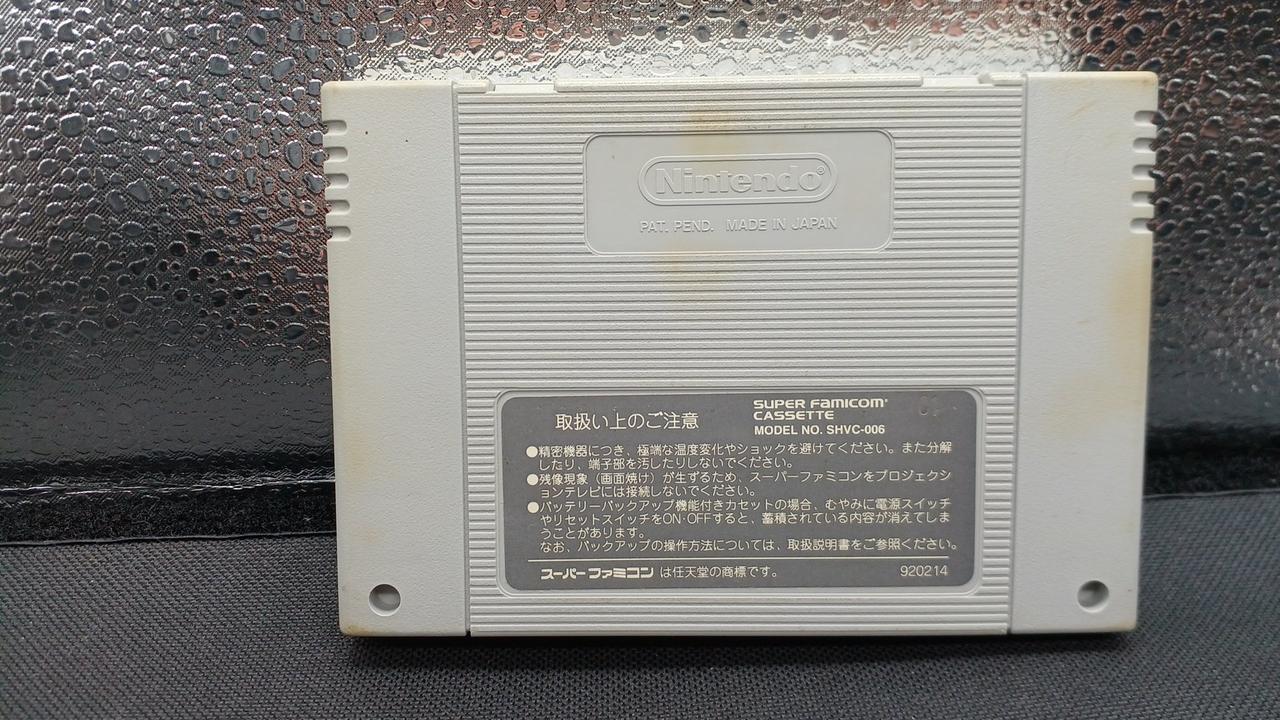 Nintendo®
PAT. PEND. MADE IN JAPAN
取扱い上のご注意
SUPER FAMICOM®
CASSETTE
MODEL NO. SHVC-006
●精密機器につき、極端な温度変化やショックを避けてください。また分解
したり、端子部を汚したりしないでください。
●残像現象（画面焼け）が生ずるため、スーパーファミコンをプロジェクシ
ョンテレビには接続しないでください。
●バッテリーバックアップ機能付きカセットの場合、むやみに電源スイッチ
やリセットスイッチをON·OFFすると、蓄積されている内容が消えてしま
うことがあります。
なお、バックアップの操作方法については、取扱説明書をご参照ください。
スーパーファミコン は任天堂の商標です。 920214